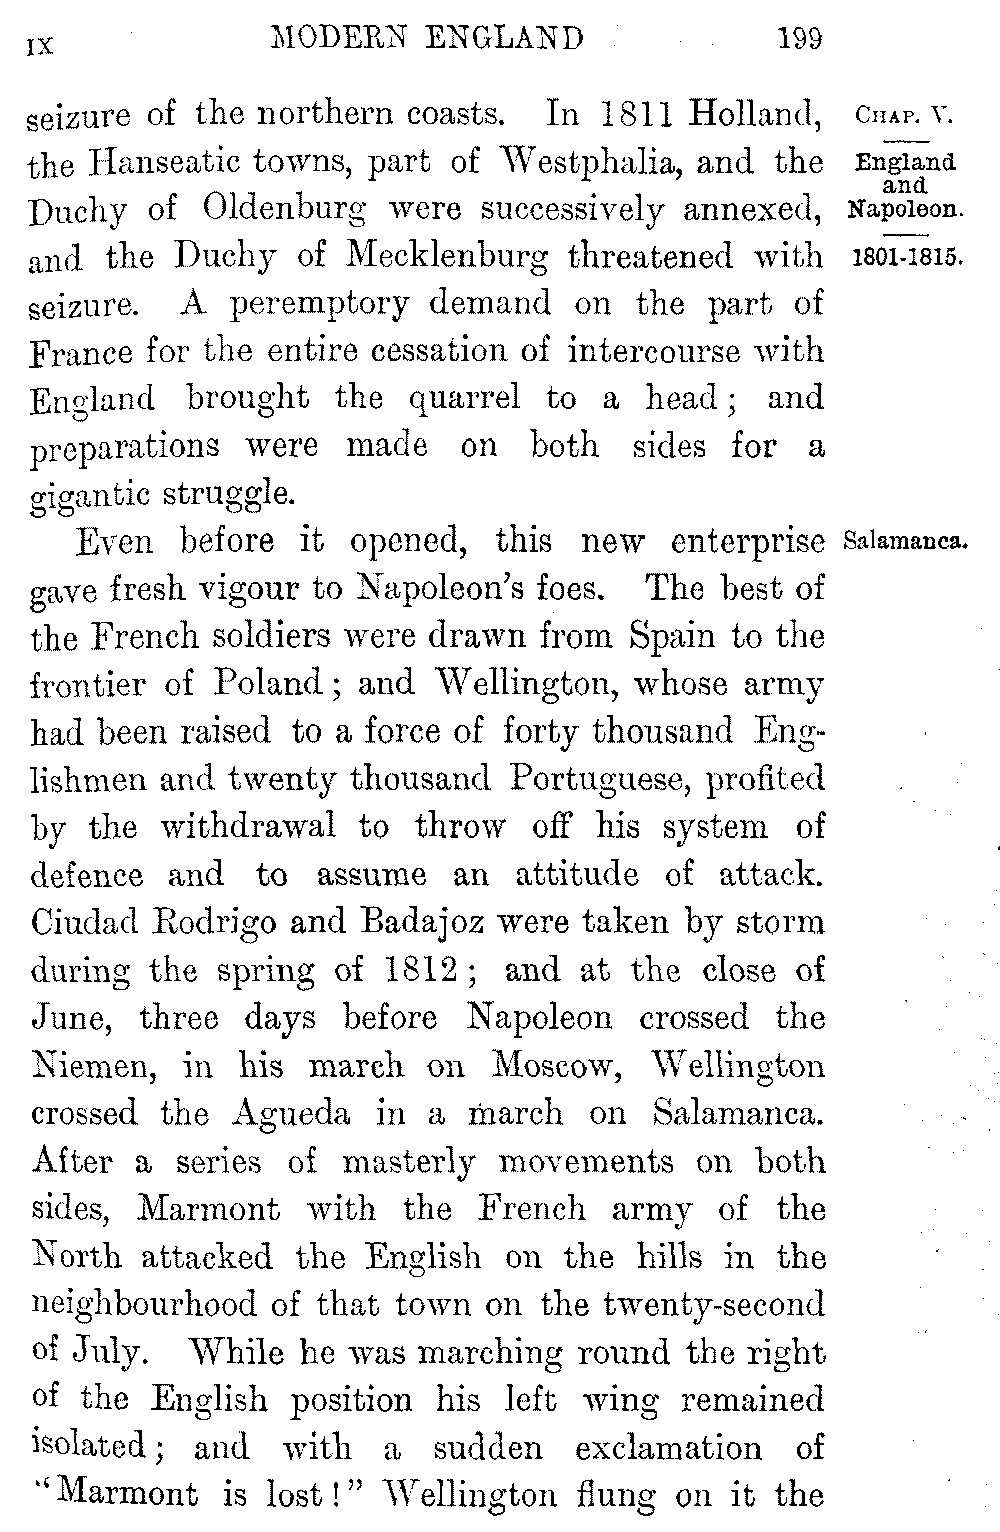 IX MODERN ENGLAND 199
seizure of the northern coasts. In 1811 Holland,
the Hanseatic towns, part of Westphalia, and the
Duchy of Oldenburg were successively annexed,
and the Duchy of Mecklenburg threatened with
seizure. A peremptory demand on the part of
France for the entire cessation of intercourse with
England brought the quarrel to a head; and
preparations were made on both sides for a
gigantic struggle.
Even before it opened, this new enterprise
gave fresh vigour to Napoleon's foes. The best of
the French soldiers were drawn from Spain to the
frontier of Poland; and Wellington, whose army
had been raised to a force of forty thousand Eng-
lishmen and twenty thousand Portuguese, profited
by the withdrawal to throw off his system of
defence and to assume an attitude of attack.
Ciudad Rodrigo and Badajoz were taken by storm
during the spring of 1812; and at the close of
June, three days before Napoleon crossed the
Niemen, in his march on Moscow, Wellington
crossed the Agueda in a march on Salamanca.
After a series of masterly movements on both
sides, Marmont with the French army of the
North attacked the English on the hills in the
neighbourhood of that town on the twenty-second
of July. While he was marching round the right
of the English position his left wing remained
isolated; and with a sudden exclamation of
"Marmont is lost!" Wellington flung on it the
CHAP. V.
England
and
Napoleon.
1801-1815.
Salamanca.